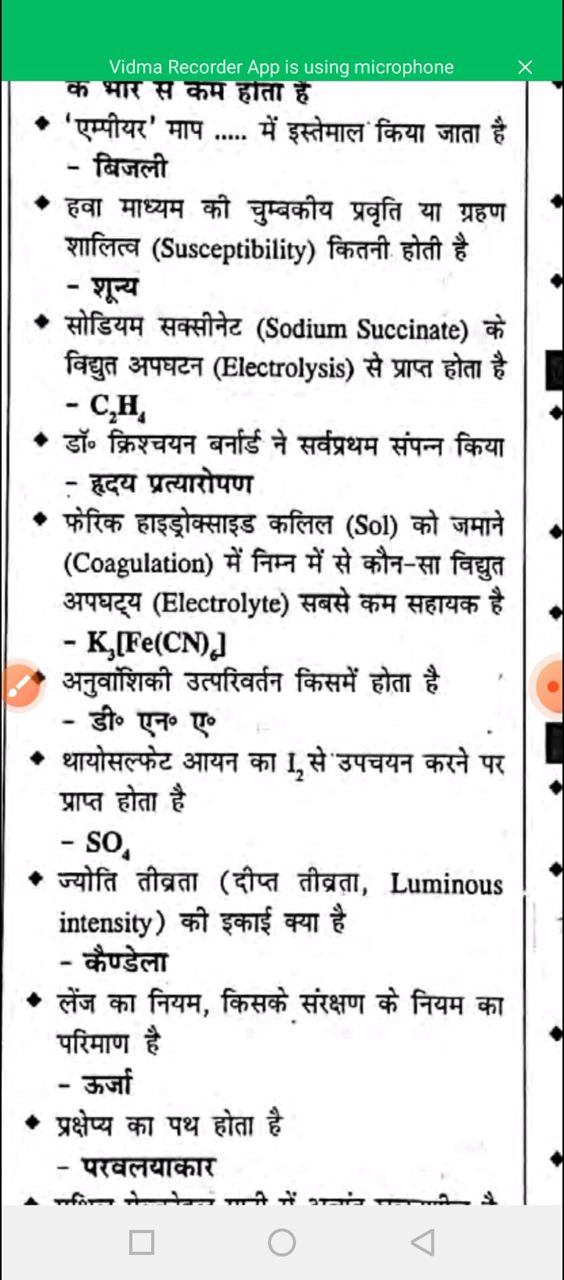 Vidma Recorder App is using microphone
के भार से कम होता है
'एम्पीयर' माप ..... में इस्तेमाल किया जाता है
– बिजली
हवा माध्यम की चुम्बकीय प्रवृति या ग्रहण
शालित्व (Susceptibility) कितनी होती है
– शून्य
सोडियम सक्सीनेट (Sodium Succinate) के
विद्युत अपघटन (Electrolysis) से प्राप्त होता है
– C₂H₄
डॉ० क्रिश्चयन बर्नार्ड ने सर्वप्रथम संपन्न किया
– हृदय प्रत्यारोपण
फेरिक हाइड्रोक्साइड कलिल (Sol) को जमाने
(Coagulation) में निम्न में से कौन-सा विद्युत
अपघट्य (Electrolyte) सबसे कम सहायक है
– K₃[Fe(CN)₆]
अनुवांशिकी उत्परिवर्तन किसमें होता है
– डी० एन० ए०
थायोसल्फेट आयन का I₂ से उपचयन करने पर
प्राप्त होता है
– SO₄
ज्योति तीव्रता (दीप्त तीव्रता, Luminous
intensity) की इकाई क्या है
– कैण्डेला
लेंज का नियम, किसके संरक्षण के नियम का
परिमाण है
– ऊर्जा
प्रक्षेप्य का पथ होता है
– परवलयाकार